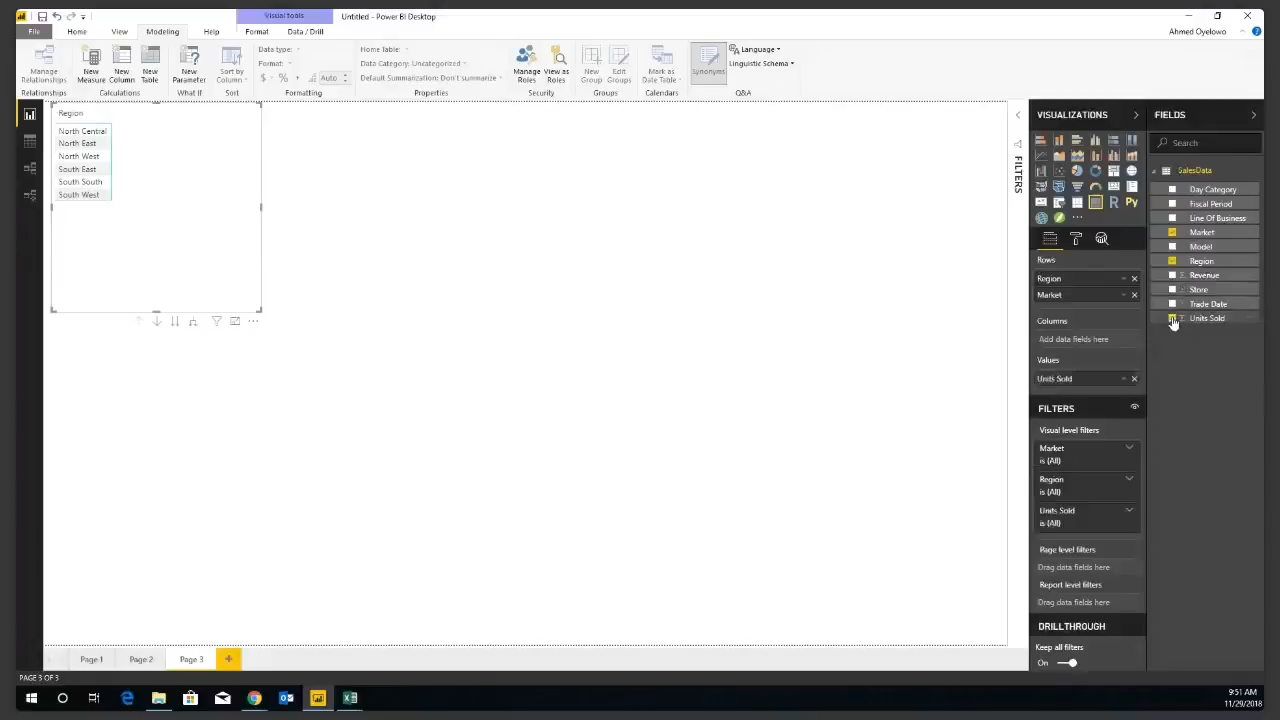 Visual tools
Untitled - Power BI Desktop
File
Home
View
Modeling
Help
Format
Data / Drill
Ahmed Oyelowo
Manage Relationships
New Measure
New Column
New Table
New Parameter
Sort by Column
Data type:
Format:
$ % , Auto
Home Table:
Data Category: Uncategorized
Default Summarization: Don't summarize
Manage Roles
View as Roles
New Group
Edit Groups
Mark as Date Table
Synonyms
Language
Linguistic Schema
Relationships
Calculations
What If
Sort
Formatting
Properties
Security
Groups
Calendars
Q&A
Region
North Central
North East
North West
South East
South South
South West
FILTERS
VISUALIZATIONS
R
Py
Rows
Region
Market
Columns
Add data fields here
Values
Units Sold
FILTERS
Visual level filters
Market
is (All)
Region
is (All)
Units Sold
is (All)
Page level filters
Drag data fields here
Report level filters
Drag data fields here
DRILLTHROUGH
Keep all filters
On
FIELDS
Search
SalesData
Day Category
Fiscal Period
Line Of Business
Market
Model
Region
Σ Revenue
Store
Trade Date
Σ Units Sold
Page 1
Page 2
Page 3
PAGE 3 OF 3
9:51 AM
11/29/2018